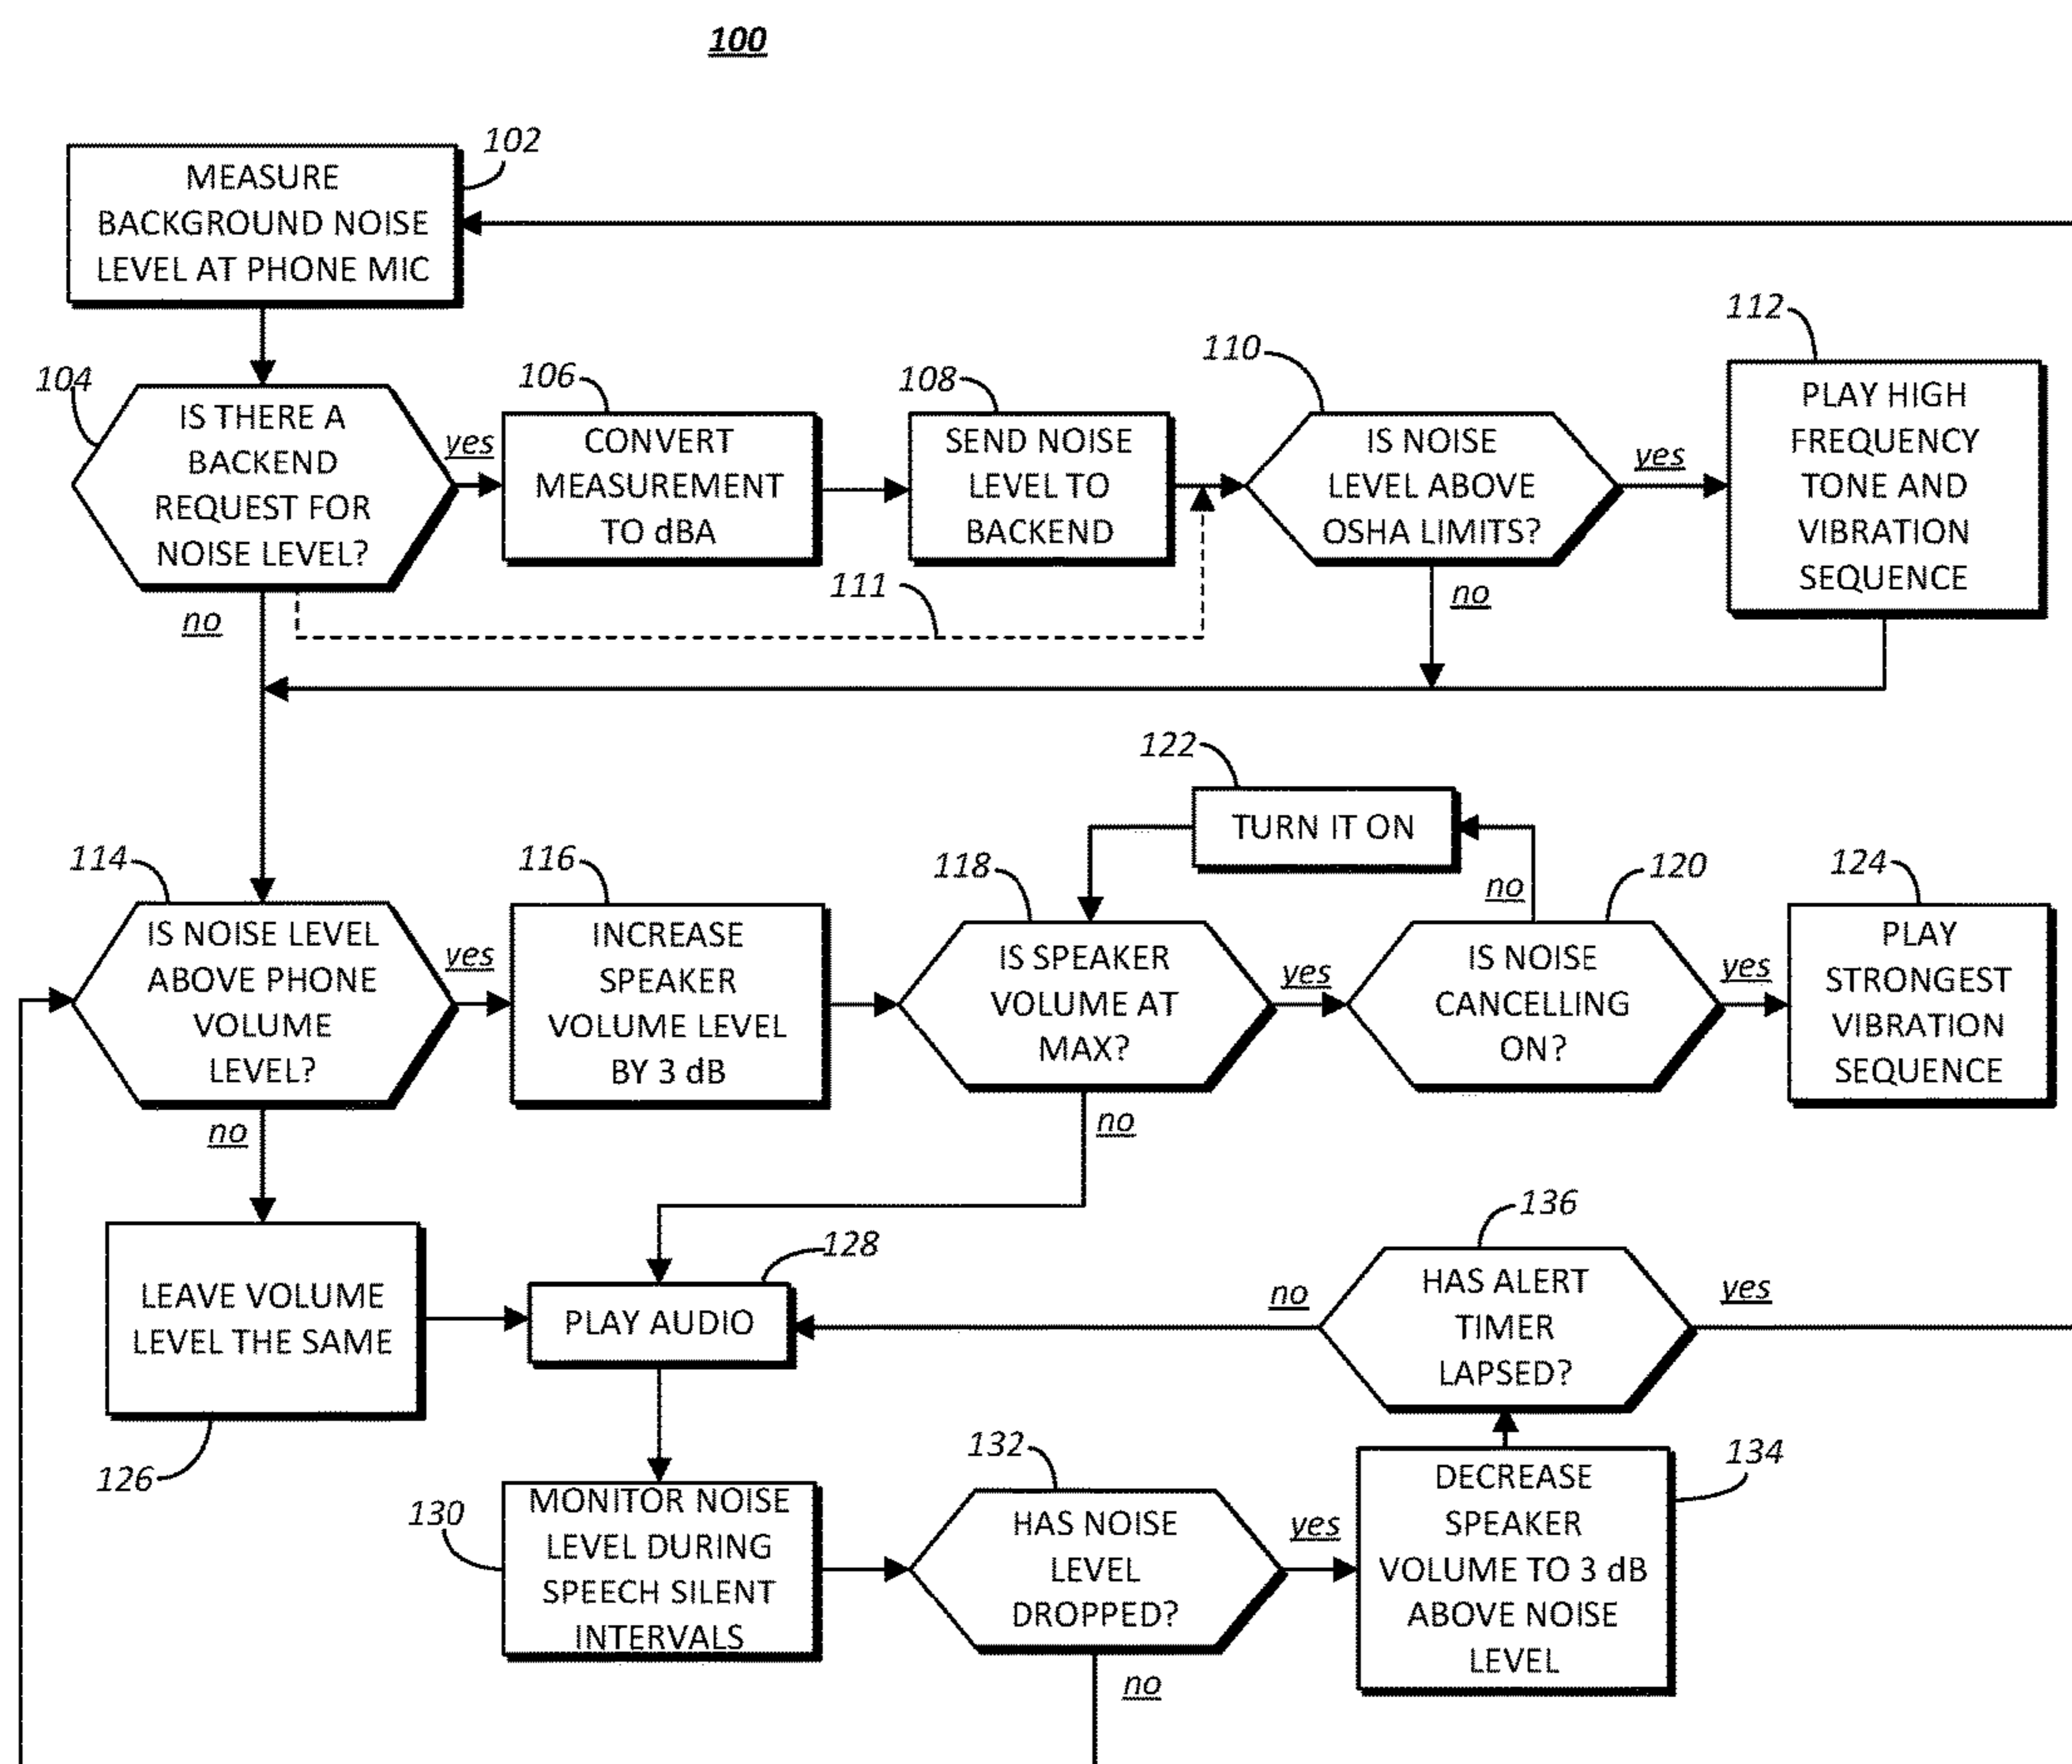 100
102
MEASURE
BACKGROUND NOISE
LEVEL AT PHONE MIC
104
IS THERE A
BACKEND
REQUEST FOR
NOISE LEVEL?
yes
no
106
CONVERT
MEASUREMENT
TO dBA
108
SEND NOISE
LEVEL TO
BACKEND
111
110
IS NOISE
LEVEL ABOVE
OSHA LIMITS?
yes
no
112
PLAY HIGH
FREQUENCY
TONE AND
VIBRATION
SEQUENCE
114
IS NOISE LEVEL
ABOVE PHONE
VOLUME
LEVEL?
yes
no
116
INCREASE
SPEAKER
VOLUME LEVEL
BY 3 dB
118
IS SPEAKER
VOLUME AT
MAX?
yes
no
122
TURN IT ON
no
120
IS NOISE
CANCELLING
ON?
yes
124
PLAY
STRONGEST
VIBRATION
SEQUENCE
LEAVE VOLUME
LEVEL THE SAME
126
128
PLAY AUDIO
no
136
HAS ALERT
TIMER
LAPSED?
yes
130
MONITOR NOISE
LEVEL DURING
SPEECH SILENT
INTERVALS
132
HAS NOISE
LEVEL
DROPPED?
yes
no
134
DECREASE
SPEAKER
VOLUME TO 3 dB
ABOVE NOISE
LEVEL